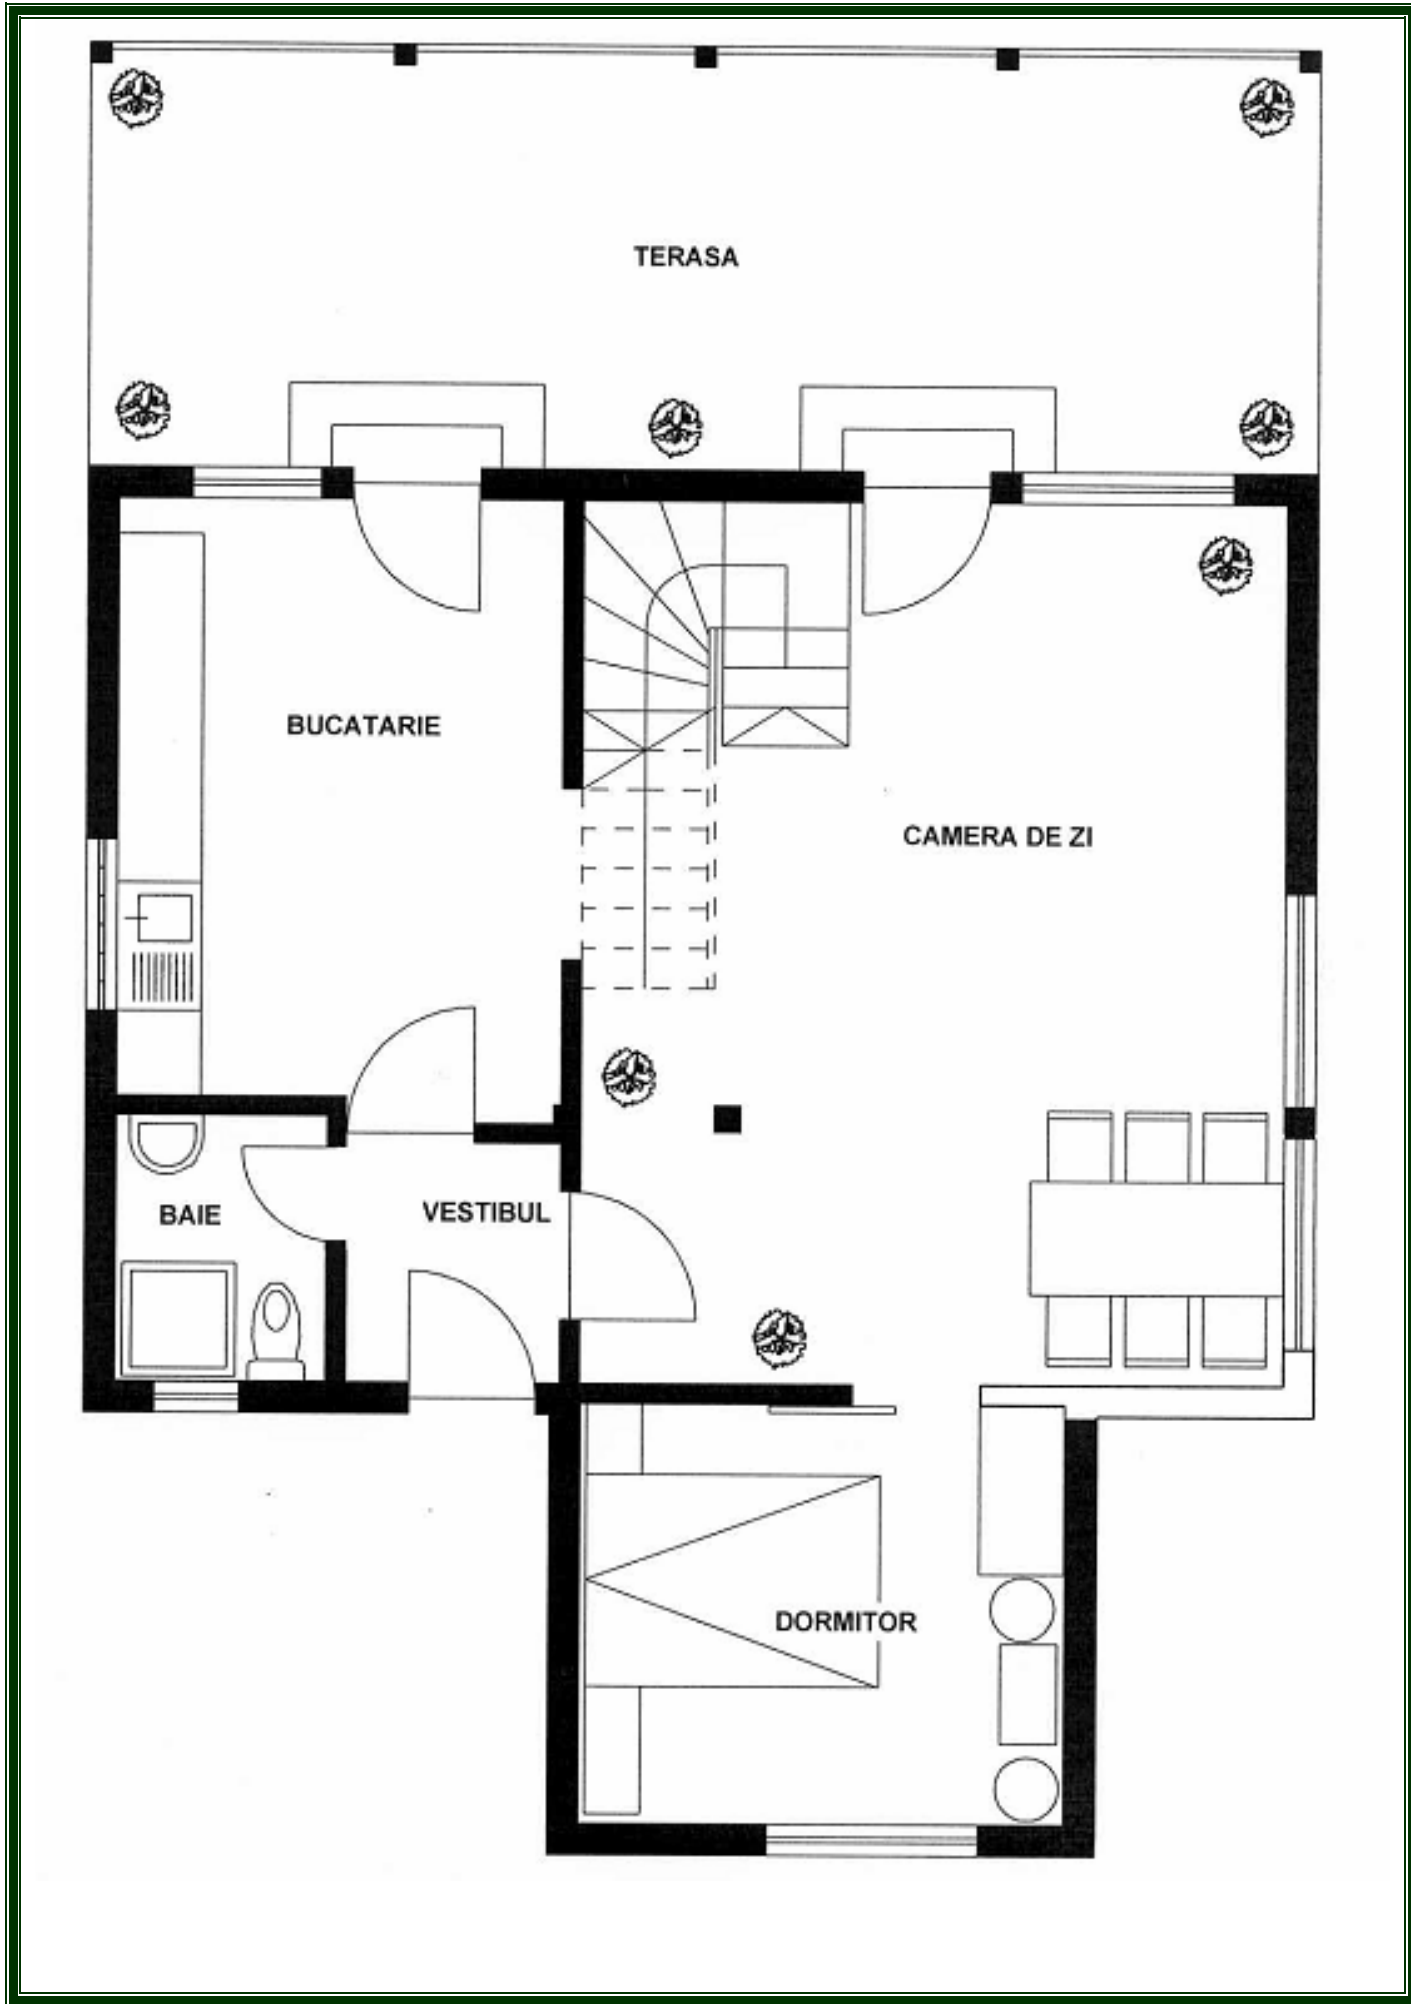 TERASA
BUCATARIE
CAMERA DE ZI
BAIE
VESTIBUL
DORMITOR